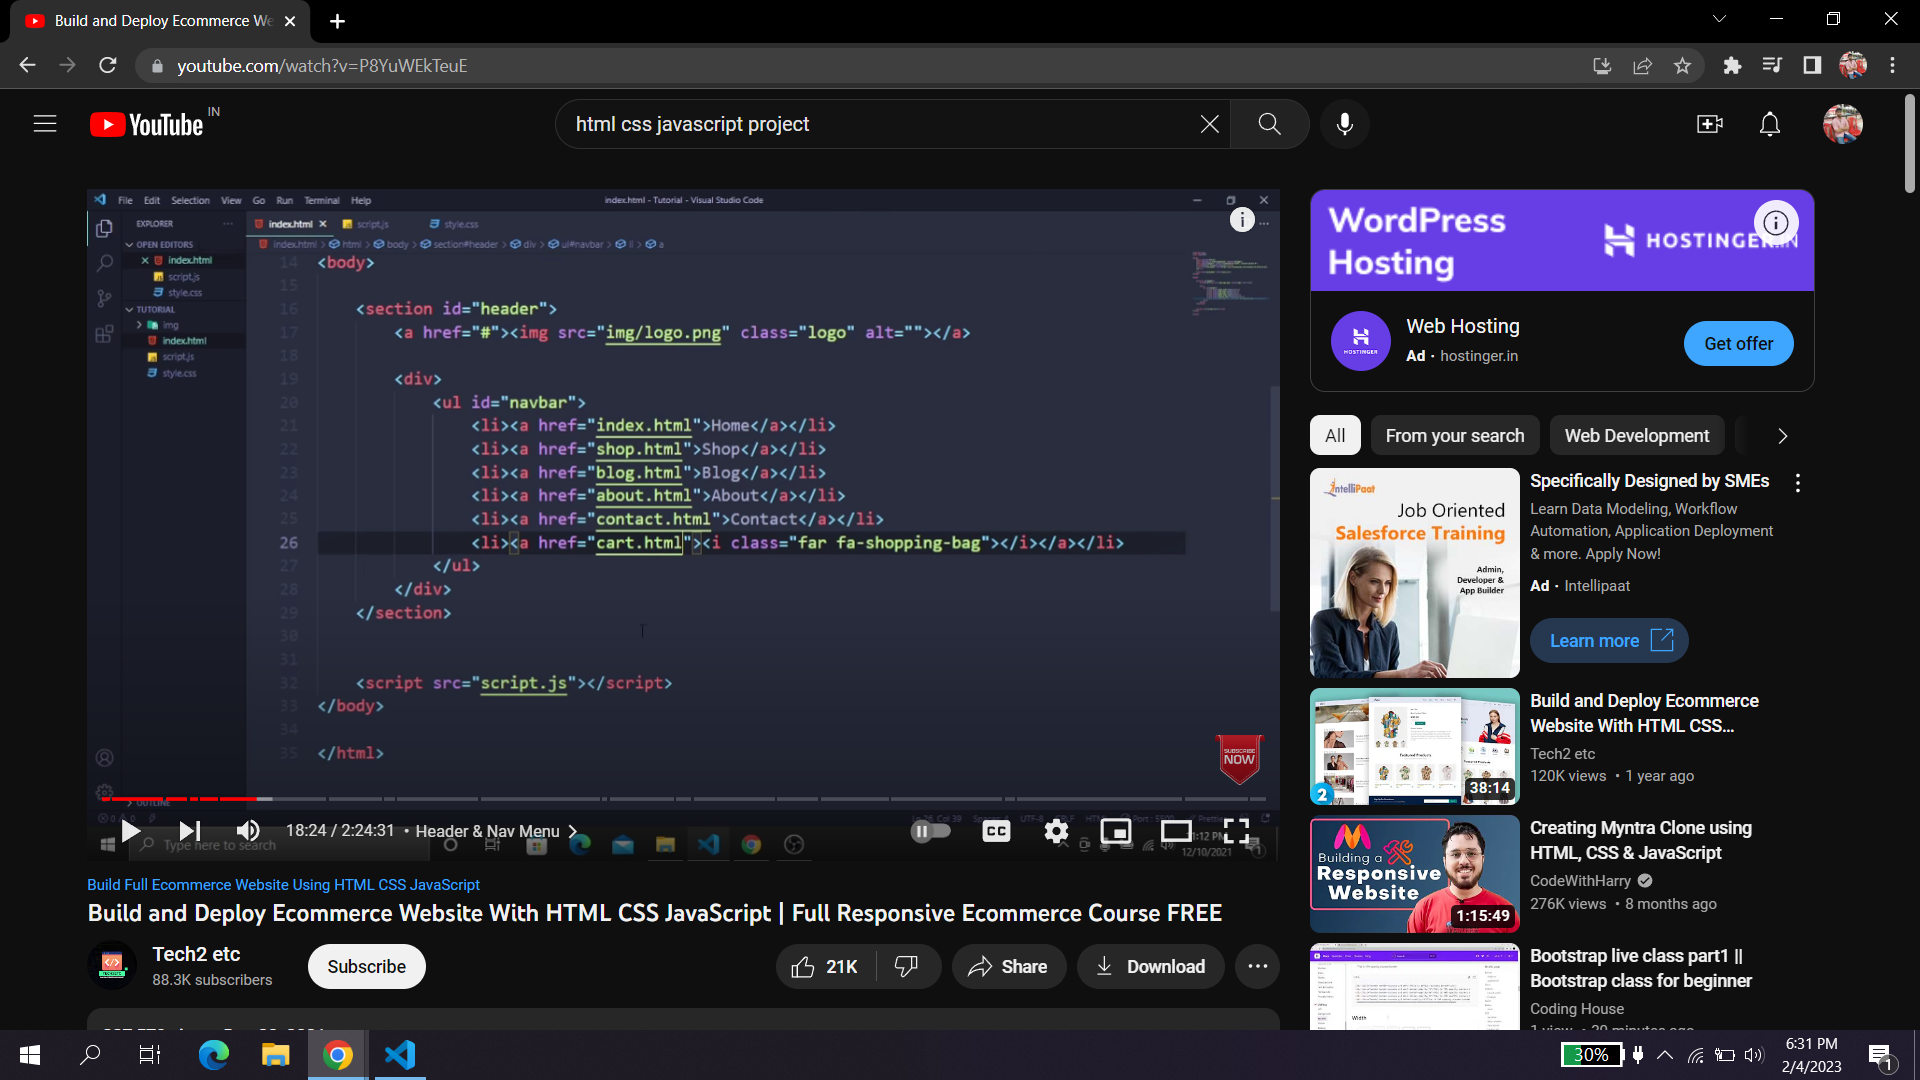 Build and Deploy Ecommerce We
youtube.com/watch?v=P8YuWEkTeuE
YouTube IN
html css javascript project
File Edit Selection View Go Run Terminal Help
index.html - Tutorial - Visual Studio Code
EXPLORER
index.html
script.js
style.css
OPEN EDITORS
index.html
script.js
style.css
TUTORIAL
img
index.html
script.js
style.css
OUTLINE
index.html > html > body > section#header > div > ul#navbar > li > a
14 <body>
15
16 <section id="header">
17 <a href="#"><img src="img/logo.png" class="logo" alt=""></a>
18
19 <div>
20 <ul id="navbar">
21 <li><a href="index.html">Home</a></li>
22 <li><a href="shop.html">Shop</a></li>
23 <li><a href="blog.html">Blog</a></li>
24 <li><a href="about.html">About</a></li>
25 <li><a href="contact.html">Contact</a></li>
26 <li><a href="cart.html"><i class="far fa-shopping-bag"></i></a></li>
27 </ul>
28 </div>
29 </section>
30
31
32 <script src="script.js"></script>
33 </body>
34
35 </html>
SUBSCRIBE
NOW
18:24 / 2:24:31 • Header & Nav Menu
CC
Type here to search
12/10/2021
Build Full Ecommerce Website Using HTML CSS JavaScript
Build and Deploy Ecommerce Website With HTML CSS JavaScript | Full Responsive Ecommerce Course FREE
Tech2 etc
88.3K subscribers
Subscribe
21K
Share
Download
WordPress
Hosting
HOSTINGER.IN
HOSTINGER
Web Hosting
Ad · hostinger.in
Get offer
All
From your search
Web Development
IntelliPaat
Job Oriented
Salesforce Training
Admin,
Developer &
App Builder
Specifically Designed by SMEs
Learn Data Modeling, Workflow
Automation, Application Deployment
& more. Apply Now!
Ad · Intellipaat
Learn more
Featured Products
2
38:14
Build and Deploy Ecommerce
Website With HTML CSS...
Tech2 etc
120K views • 1 year ago
Building a
Responsive
Website
1:15:49
Creating Myntra Clone using
HTML, CSS & JavaScript
CodeWithHarry
276K views • 8 months ago
Width
Bootstrap live class part1 ||
Bootstrap class for beginner
Coding House
30%
6:31 PM
2/4/2023
1